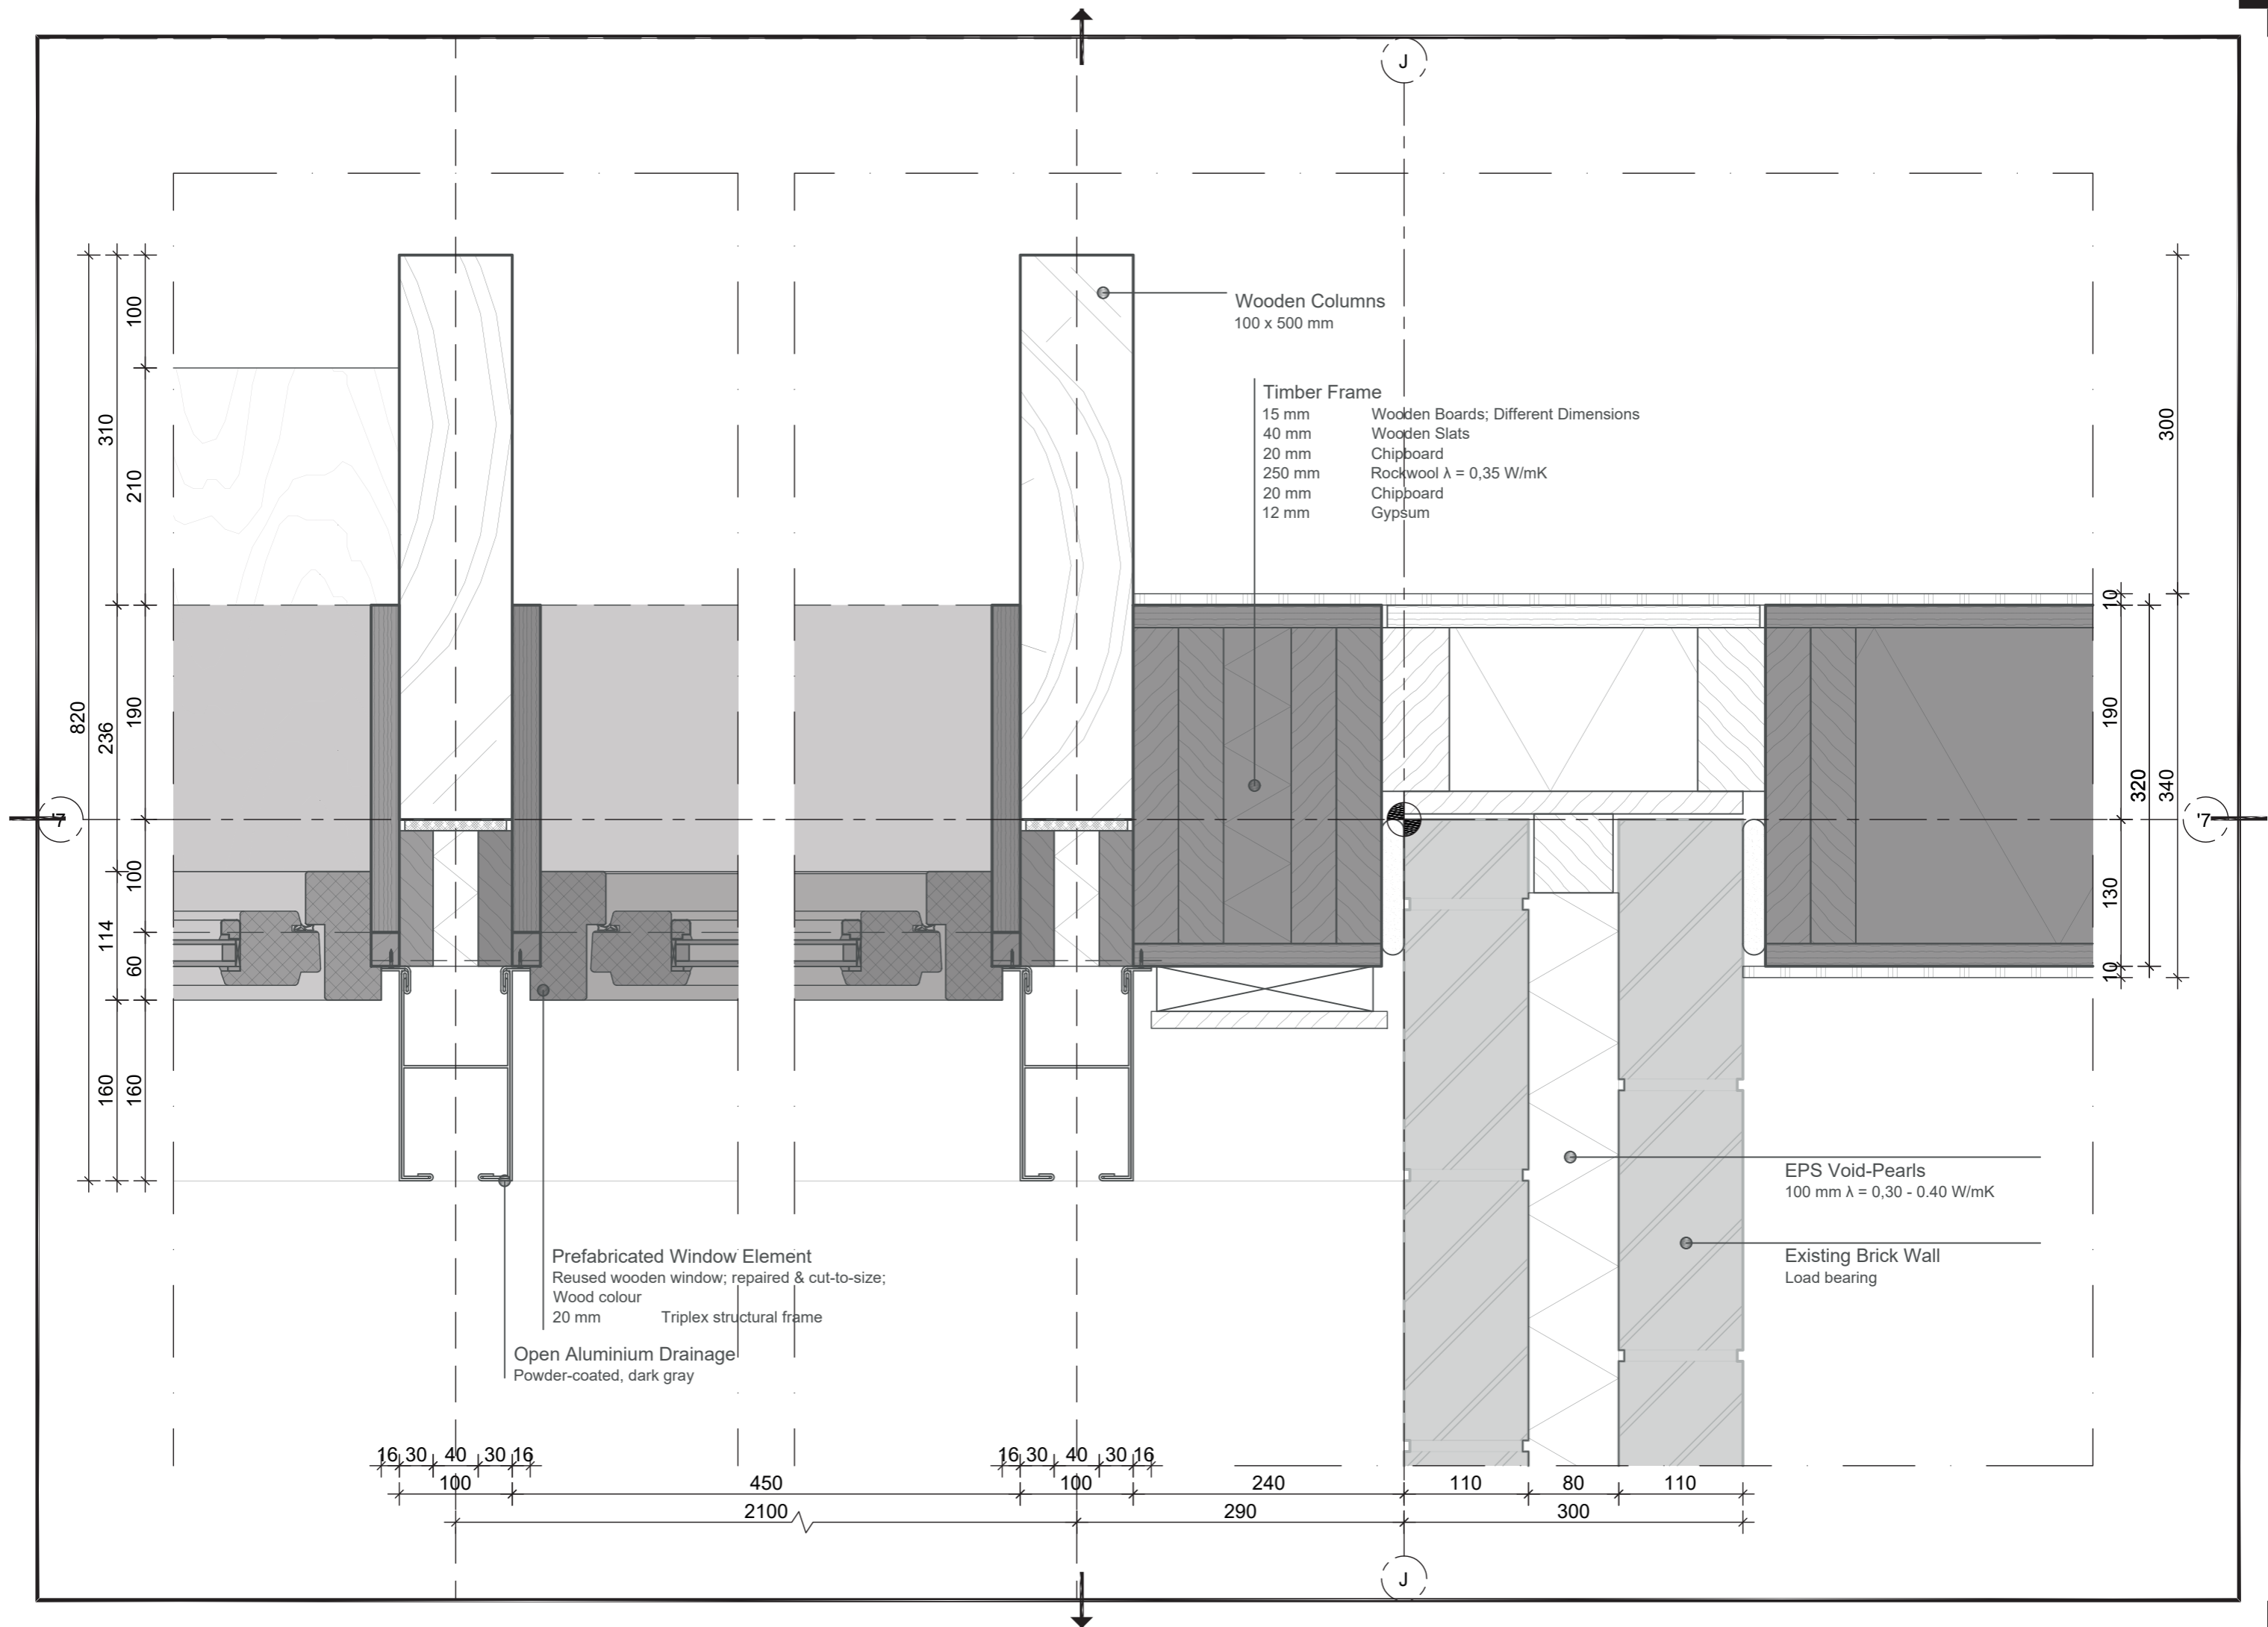 J
Wooden Columns
100 x 500 mm
Timber Frame
15 mm Wooden Boards; Different Dimensions
40 mm Wooden Slats
20 mm Chipboard
250 mm Rockwool λ = 0,35 W/mK
20 mm Chipboard
12 mm Gypsum
100
310
210
820
236
190
100
114
60
160
160
300
10
190
320
340
130
10
'7
'7
EPS Void-Pearls
100 mm λ = 0,30 - 0.40 W/mK
Existing Brick Wall
Load bearing
Prefabricated Window Element
Reused wooden window; repaired & cut-to-size;
Wood colour
20 mm Triplex structural frame
Open Aluminium Drainage
Powder-coated, dark gray
16 30 40 30 16 16 30 40 30 16
100 450 100 240 110 80 110
2100 290 300
J